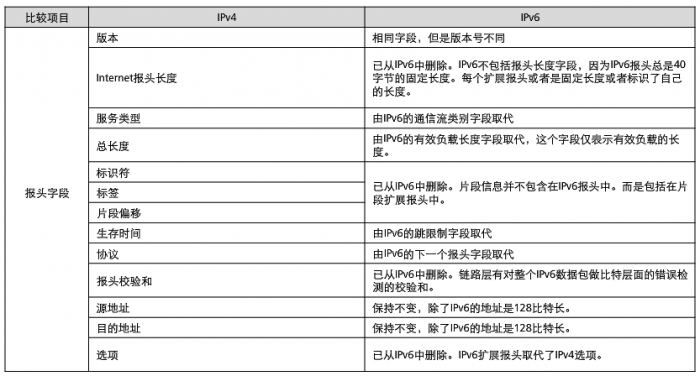 比较项目 IPv4 IPv6
报头字段
版本 相同字段，但是版本号不同
Internet报头长度 已从IPv6中删除。IPv6不包括报头长度字段，因为IPv6报头总是40
字节的固定长度。每个扩展报头或者是固定长度或者标识了自己
的长度。
服务类型 由IPv6的通信流类别字段取代
总长度 由IPv6的有效负载长度字段取代，这个字段仅表示有效负载的长
度。
标识符
标签
片段偏移
已从IPv6中删除。片段信息并不包含在IPv6报头中。而是包括在片
段扩展报头中。
生存时间 由IPv6的跳限制字段取代
协议 由IPv6的下一个报头字段取代
报头校验和 已从IPv6中删除。链路层有对整个IPv6数据包做比特层面的错误检
测的校验和。
源地址 保持不变，除了IPv6的地址是128比特长。
目的地址 保持不变，除了IPv6的地址是128比特长。
选项 已从IPv6中删除。IPv6扩展报头取代了IPv4选项。